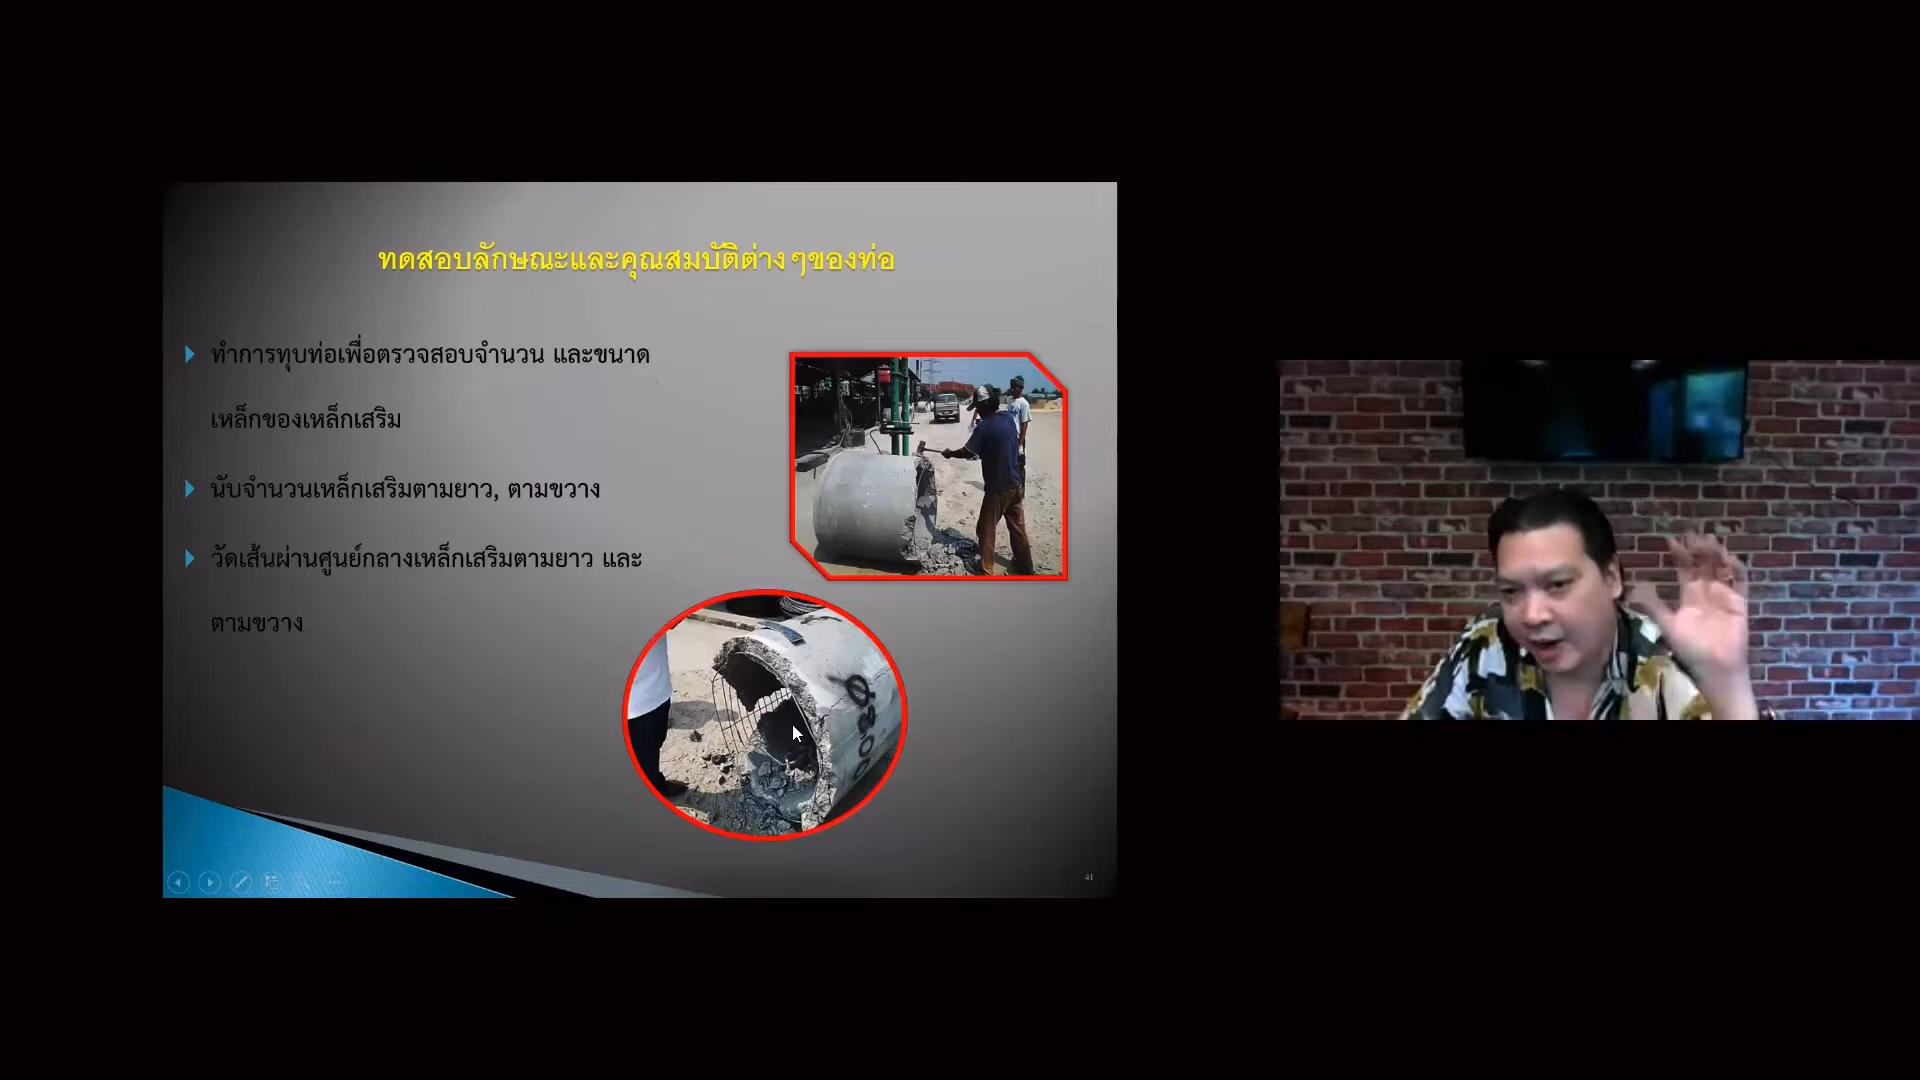 ทดสอบลักษณะและคุณสมบัติต่างๆของท่อ
ทำการทุบท่อเพื่อตรวจสอบจำนวน และขนาด
เหล็กของเหล็กเสริม
นับจำนวนเหล็กเสริมตามยาว, ตามขวาง
วัดเส้นผ่านศูนย์กลางเหล็กเสริมตามยาว และ
ตามขวาง
41